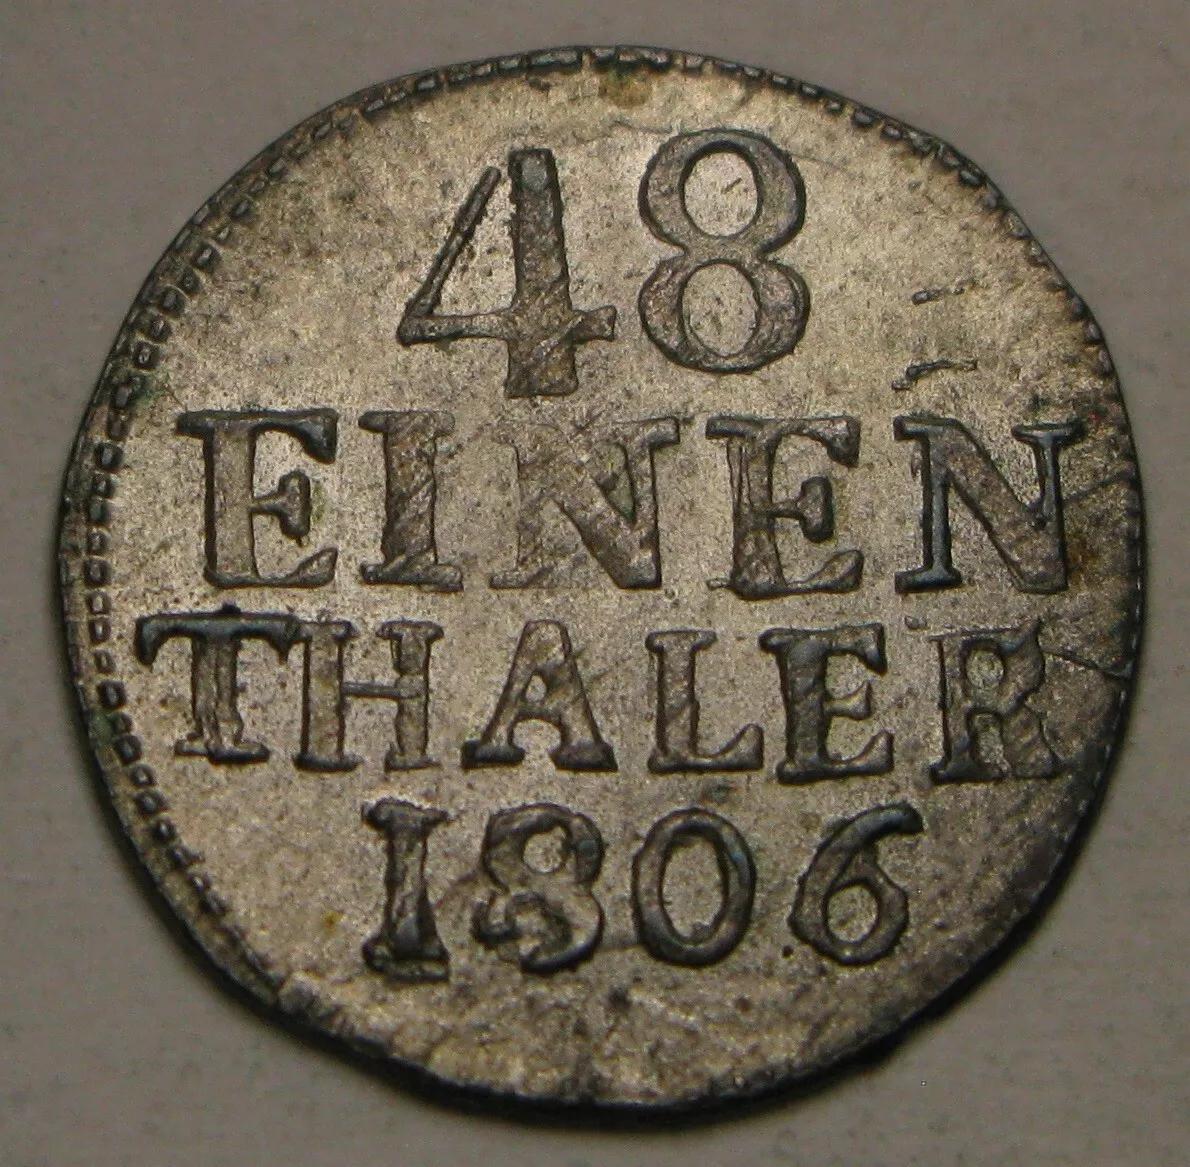 48
EINEN
THALER
1806